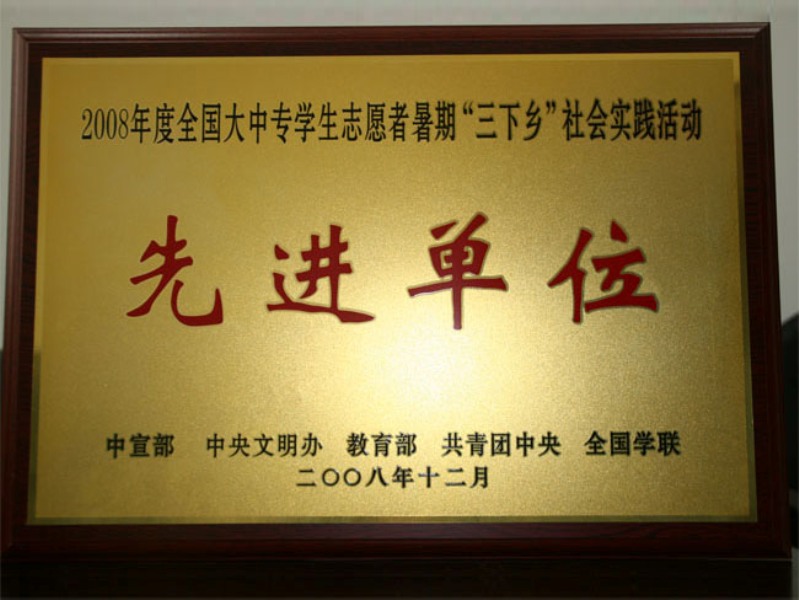 2008年度全国大中专学生志愿者暑期“三下乡”社会实践活动
先进单位
中宣部 中央文明办 教育部 共青团中央 全国学联
二〇〇八年十二月